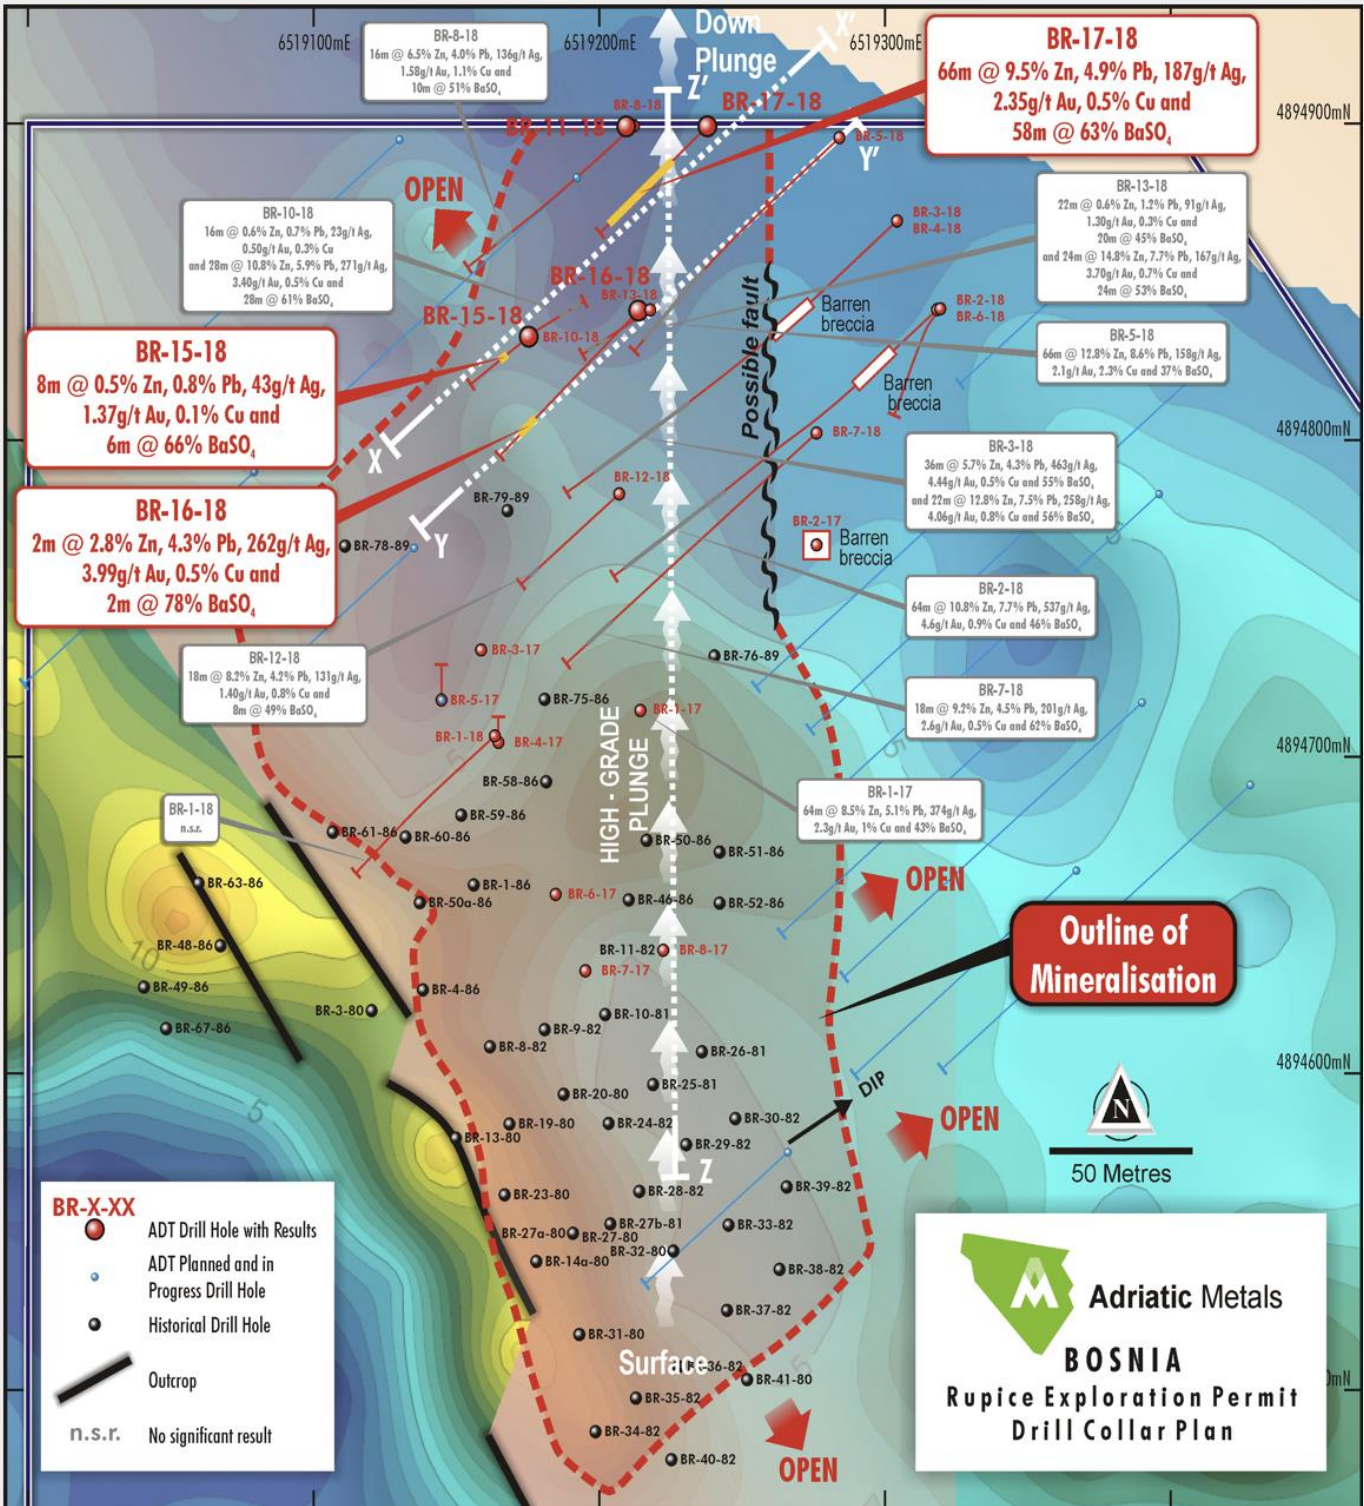 6519100mE
6519200mE
6519300mE
Down
Plunge
X'
Z'
Y'
BR-8-18
16m @ 6.5% Zn, 4.0% Pb, 136g/t Ag,
1.58g/t Au, 1.1% Cu and
10m @ 51% BaSO₄
BR-17-18
66m @ 9.5% Zn, 4.9% Pb, 187g/t Ag,
2.35g/t Au, 0.5% Cu and
58m @ 63% BaSO₄
4894900mN
BR-8-18
BR-11-18
BR-17-18
BR-5-18
OPEN
BR-10-18
16m @ 0.6% Zn, 0.7% Pb, 23g/t Ag,
0.50g/t Au, 0.3% Cu
and 28m @ 10.8% Zn, 5.9% Pb, 271g/t Ag,
3.40g/t Au, 0.5% Cu
28m @ 61% BaSO₄
BR-13-18
22m @ 0.6% Zn, 1.2% Pb, 91g/t Ag,
1.30g/t Au, 0.3% Cu and
20m @ 45% BaSO₄
and 24m @ 14.8% Zn, 7.7% Pb, 167g/t Ag,
3.70g/t Au, 0.7% Cu and
24m @ 53% BaSO₄
BR-3-18
BR-4-18
BR-16-18
BR-13-18
BR-15-18
BR-10-18
BR-2-18
BR-6-18
Barren
breccia
Possible fault
Barren
breccia
BR-5-18
66m @ 12.8% Zn, 8.6% Pb, 158g/t Ag,
2.1g/t Au, 2.3% Cu and 37% BaSO₄
BR-15-18
8m @ 0.5% Zn, 0.8% Pb, 43g/t Ag,
1.37g/t Au, 0.1% Cu and
6m @ 66% BaSO₄
X
Y
BR-7-18
4894800mN
BR-3-18
36m @ 5.7% Zn, 4.3% Pb, 463g/t Ag,
4.44g/t Au, 0.5% Cu and 55% BaSO₄
and 22m @ 12.8% Zn, 7.5% Pb, 258g/t Ag,
4.06g/t Au, 0.8% Cu and 56% BaSO₄
BR-16-18
2m @ 2.8% Zn, 4.3% Pb, 262g/t Ag,
3.99g/t Au, 0.5% Cu and
2m @ 78% BaSO₄
BR-12-18
BR-79-89
BR-78-89
BR-2-17
Barren
breccia
BR-2-18
64m @ 10.8% Zn, 7.7% Pb, 537g/t Ag,
4.6g/t Au, 0.9% Cu and 46% BaSO₄
BR-12-18
18m @ 8.2% Zn, 4.2% Pb, 131g/t Ag,
1.40g/t Au, 0.8% Cu and
8m @ 49% BaSO₄
BR-3-17
BR-76-89
BR-7-18
18m @ 9.2% Zn, 4.5% Pb, 201g/t Ag,
2.6g/t Au, 0.5% Cu and 62% BaSO₄
BR-5-17
BR-75-86
BR-1-17
BR-1-18
BR-4-17
5
5
5
4894700mN
HIGH - GRADE
PLUNGE
BR-58-86
BR-1-17
64m @ 8.5% Zn, 5.1% Pb, 374g/t Ag,
2.3g/t Au, 1% Cu and 43% BaSO₄
BR-1-18
n.s.r.
BR-59-86
BR-61-86
BR-60-86
BR-50-86
BR-51-86
BR-63-86
BR-1-86
BR-50a-86
BR-6-17
BR-46-86
BR-52-86
OPEN
BR-48-86
10
BR-11-82
BR-8-17
BR-7-17
Outline of
Mineralisation
BR-49-86
BR-4-86
BR-3-80
BR-67-86
BR-10-81
BR-9-82
BR-8-82
BR-26-81
4894600mN
BR-25-81
DIP
BR-20-80
5
BR-19-80
BR-24-82
BR-30-82
OPEN
N
BR-13-80
BR-29-82
50 Metres
Z
BR-23-80
BR-28-82
BR-39-82
BR-27b-81
BR-27a-80
BR-27-80
BR-33-82
BR-32-80
BR-14a-80
BR-38-82
BR-37-82
BR-31-80
Surface
36-82
5
BR-41-80
BR-35-82
BR-34-82
BR-40-82
OPEN
BR-X-XX
ADT Drill Hole with Results
ADT Planned and in
Progress Drill Hole
Historical Drill Hole
Outcrop
n.s.r. No significant result
Adriatic Metals
BOSNIA
Rupice Exploration Permit
Drill Collar Plan
0mN